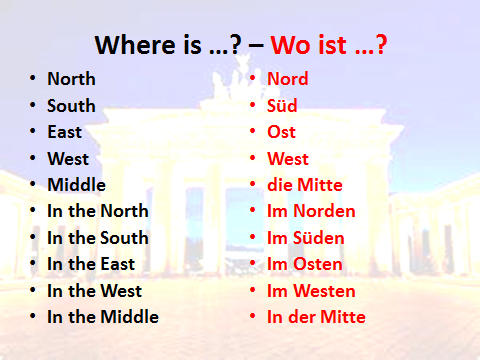 Where is …? – Wo ist …?
• North
• South
• East
• West
• Middle
• In the North
• In the South
• In the East
• In the West
• In the Middle
• Nord
• Süd
• Ost
• West
• die Mitte
• Im Norden
• Im Süden
• Im Osten
• Im Westen
• In der Mitte